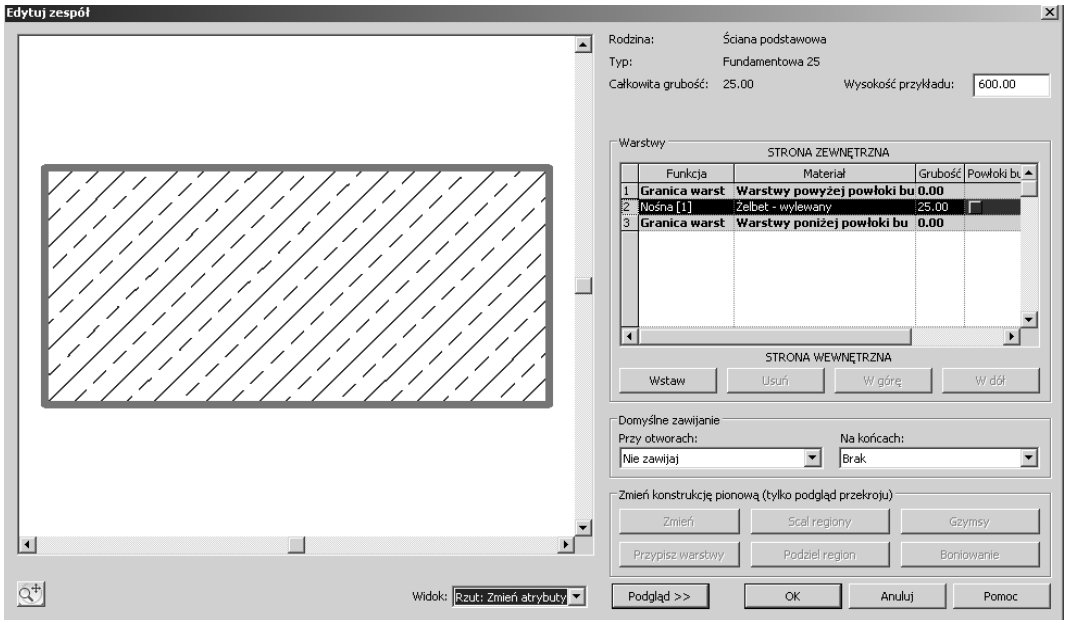 Edytuj zespół
Rodzina: Ściana podstawowa
Typ: Fundamentowa 25
Całkowita grubość: 25.00 Wysokość przykładu: 600.00
Warstwy
STRONA ZEWNĘTRZNA
Funkcja Materiał Grubość Powłoki bu
1 Granica warst Warstwy powyżej powłoki bu 0.00
2 Nośna [1] Żelbet - wylewany 25.00
3 Granica warst Warstwy poniżej powłoki bu 0.00
STRONA WEWNĘTRZNA
Wstaw Usuń W górę W dół
Domyślne zawijanie
Przy otworach: Na końcach:
Nie zawijaj Brak
Zmień konstrukcję pionową (tylko podgląd przekroju)
Zmień Scal regiony Gzymsy
Przypisz warstwy Podziel region Boniowanie
Widok: Rzut: Zmień atrybuty Podgląd >> OK Anuluj Pomoc